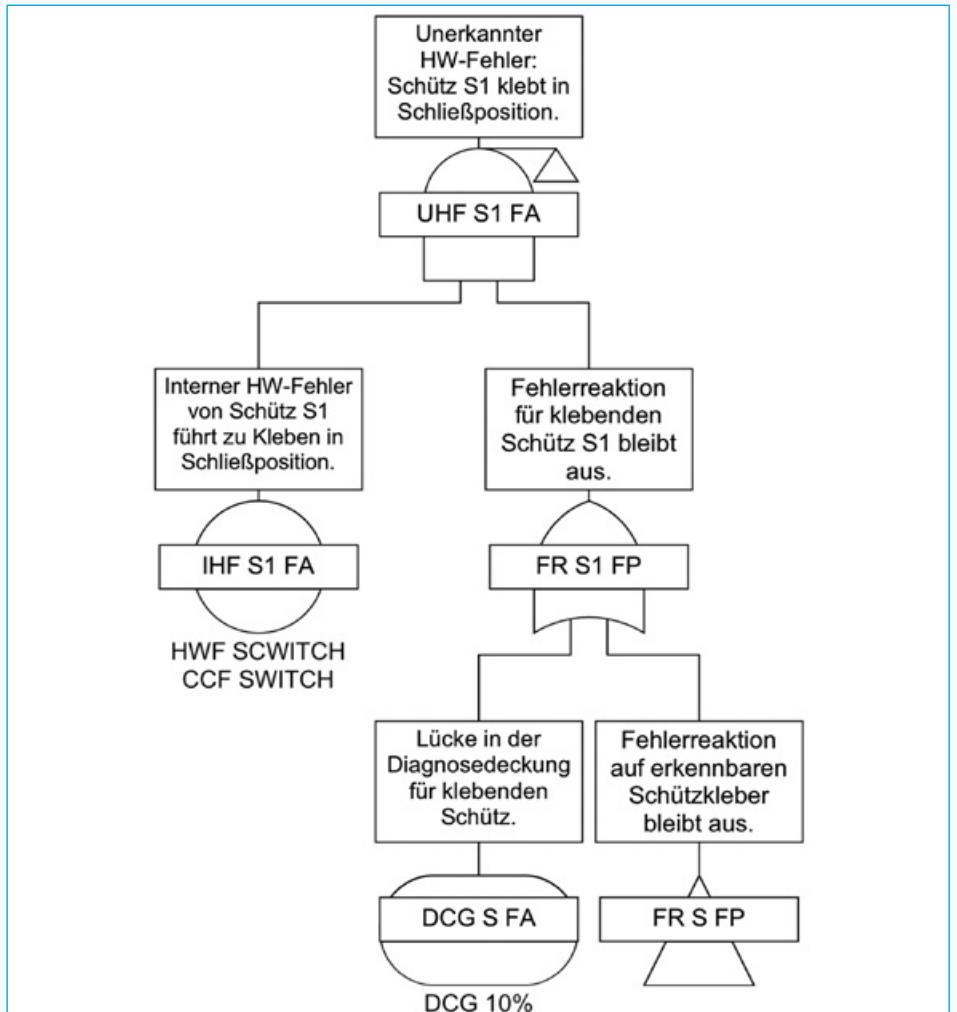 Unerkannter
HW-Fehler:
Schütz S1 klebt in
Schließposition.
UHF S1 FA
Interner HW-Fehler
von Schütz S1
führt zu Kleben in
Schließposition.
IHF S1 FA
HWF SCWITCH
CCF SWITCH
Fehlerreaktion
für klebenden
Schütz S1 bleibt
aus.
FR S1 FP
Lücke in der
Diagnosedeckung
für klebenden
Schütz.
DCG S FA
DCG 10%
Fehlerreaktion
auf erkennbaren
Schützkleber
bleibt aus.
FR S FP